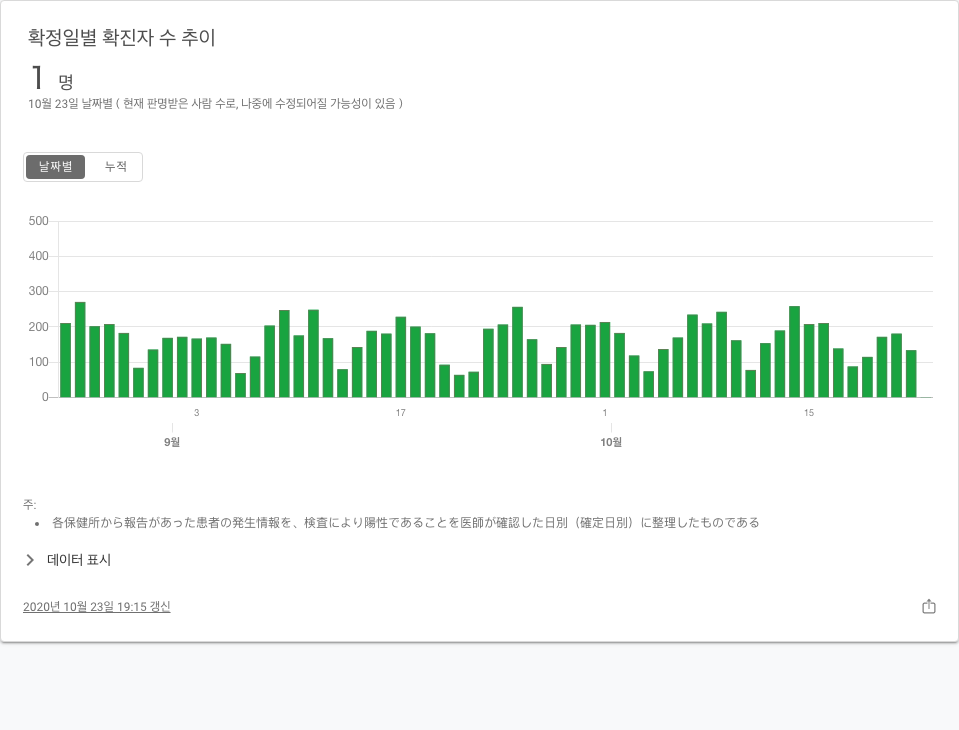 확정일별 확진자 수 추이
1 명
10월 23일 날짜별 ( 현재 판명받은 사람 수로, 나중에 수정되어질 가능성이 있음 )
날짜별 누적
500
400
300
200
100
0
3 17 1 15
9월 10월
주:
• 各保健所から報告があった患者の発生情報を、検査により陽性であることを医師が確認した日別（確定日別）に整理したものである
데이터 표시
2020년 10월 23일 19:15 갱신